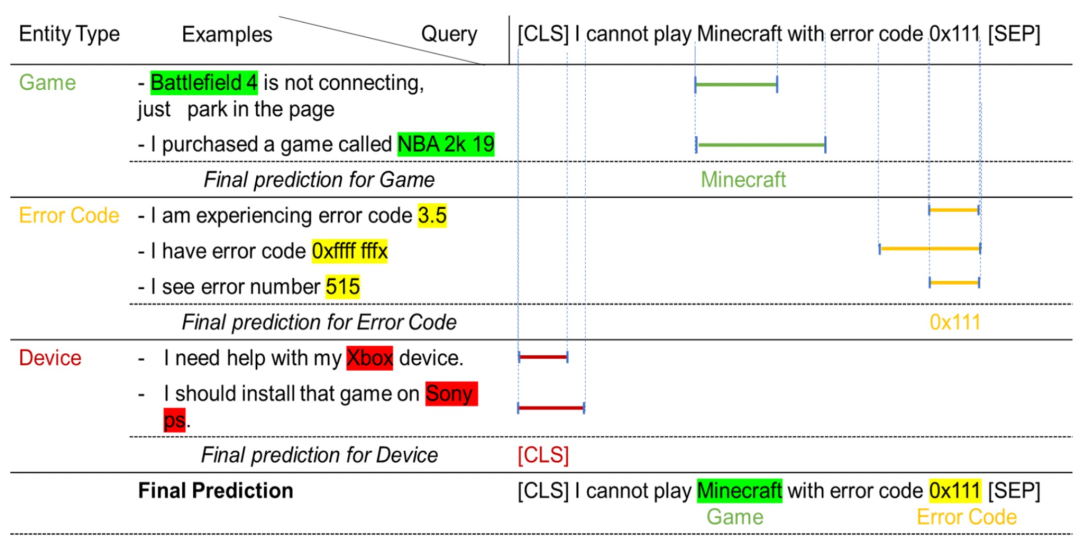 Entity Type Examples Query [CLS] I cannot play Minecraft with error code 0x111 [SEP]
Game - Battlefield 4 is not connecting,
just park in the page
- I purchased a game called NBA 2k 19
Final prediction for Game Minecraft
Error Code - I am experiencing error code 3.5
- I have error code 0xffff fffx
- I see error number 515
Final prediction for Error Code 0x111
Device - I need help with my Xbox device.
- I should install that game on Sony
ps.
Final prediction for Device [CLS]
Final Prediction [CLS] I cannot play Minecraft with error code 0x111 [SEP]
Game Error Code